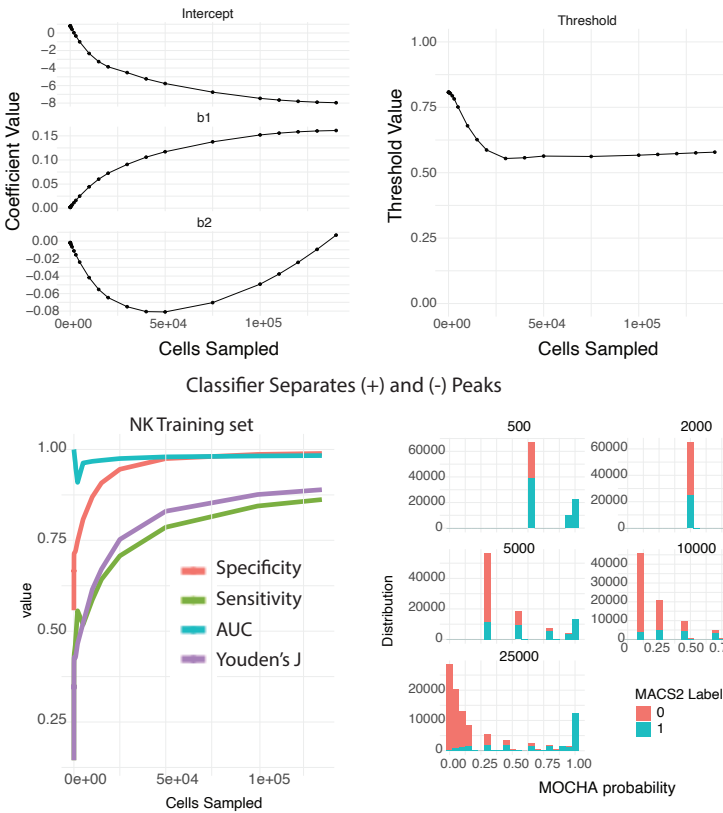 Intercept
0
−2
−4
−6
−8
b1
0.15
0.10
0.05
0.00
b2
0.00
−0.02
−0.04
−0.06
−0.08
0e+00 5e+04 1e+05
Cells Sampled
Coefficient Value
Threshold
1.00
0.75
0.50
0.25
0.00
0e+00 5e+04 1e+05
Cells Sampled
Threshold Value
Classifier Separates (+) and (-) Peaks
NK Training set
1.00
0.75
0.50
0.25
value
Specificity
Sensitivity
AUC
Youden's J
0e+00 5e+04 1e+05
Cells Sampled
500
60000
40000
20000
0
2000
60000
40000
20000
0
5000
40000
20000
0
10000
40000
30000
20000
10000
0
0 0.25 0.50
25000
20000
10000
0
0.00 0.25 0.50 0.75 1.00
Distribution
MOCHA probability
MACS2 Label
0
1